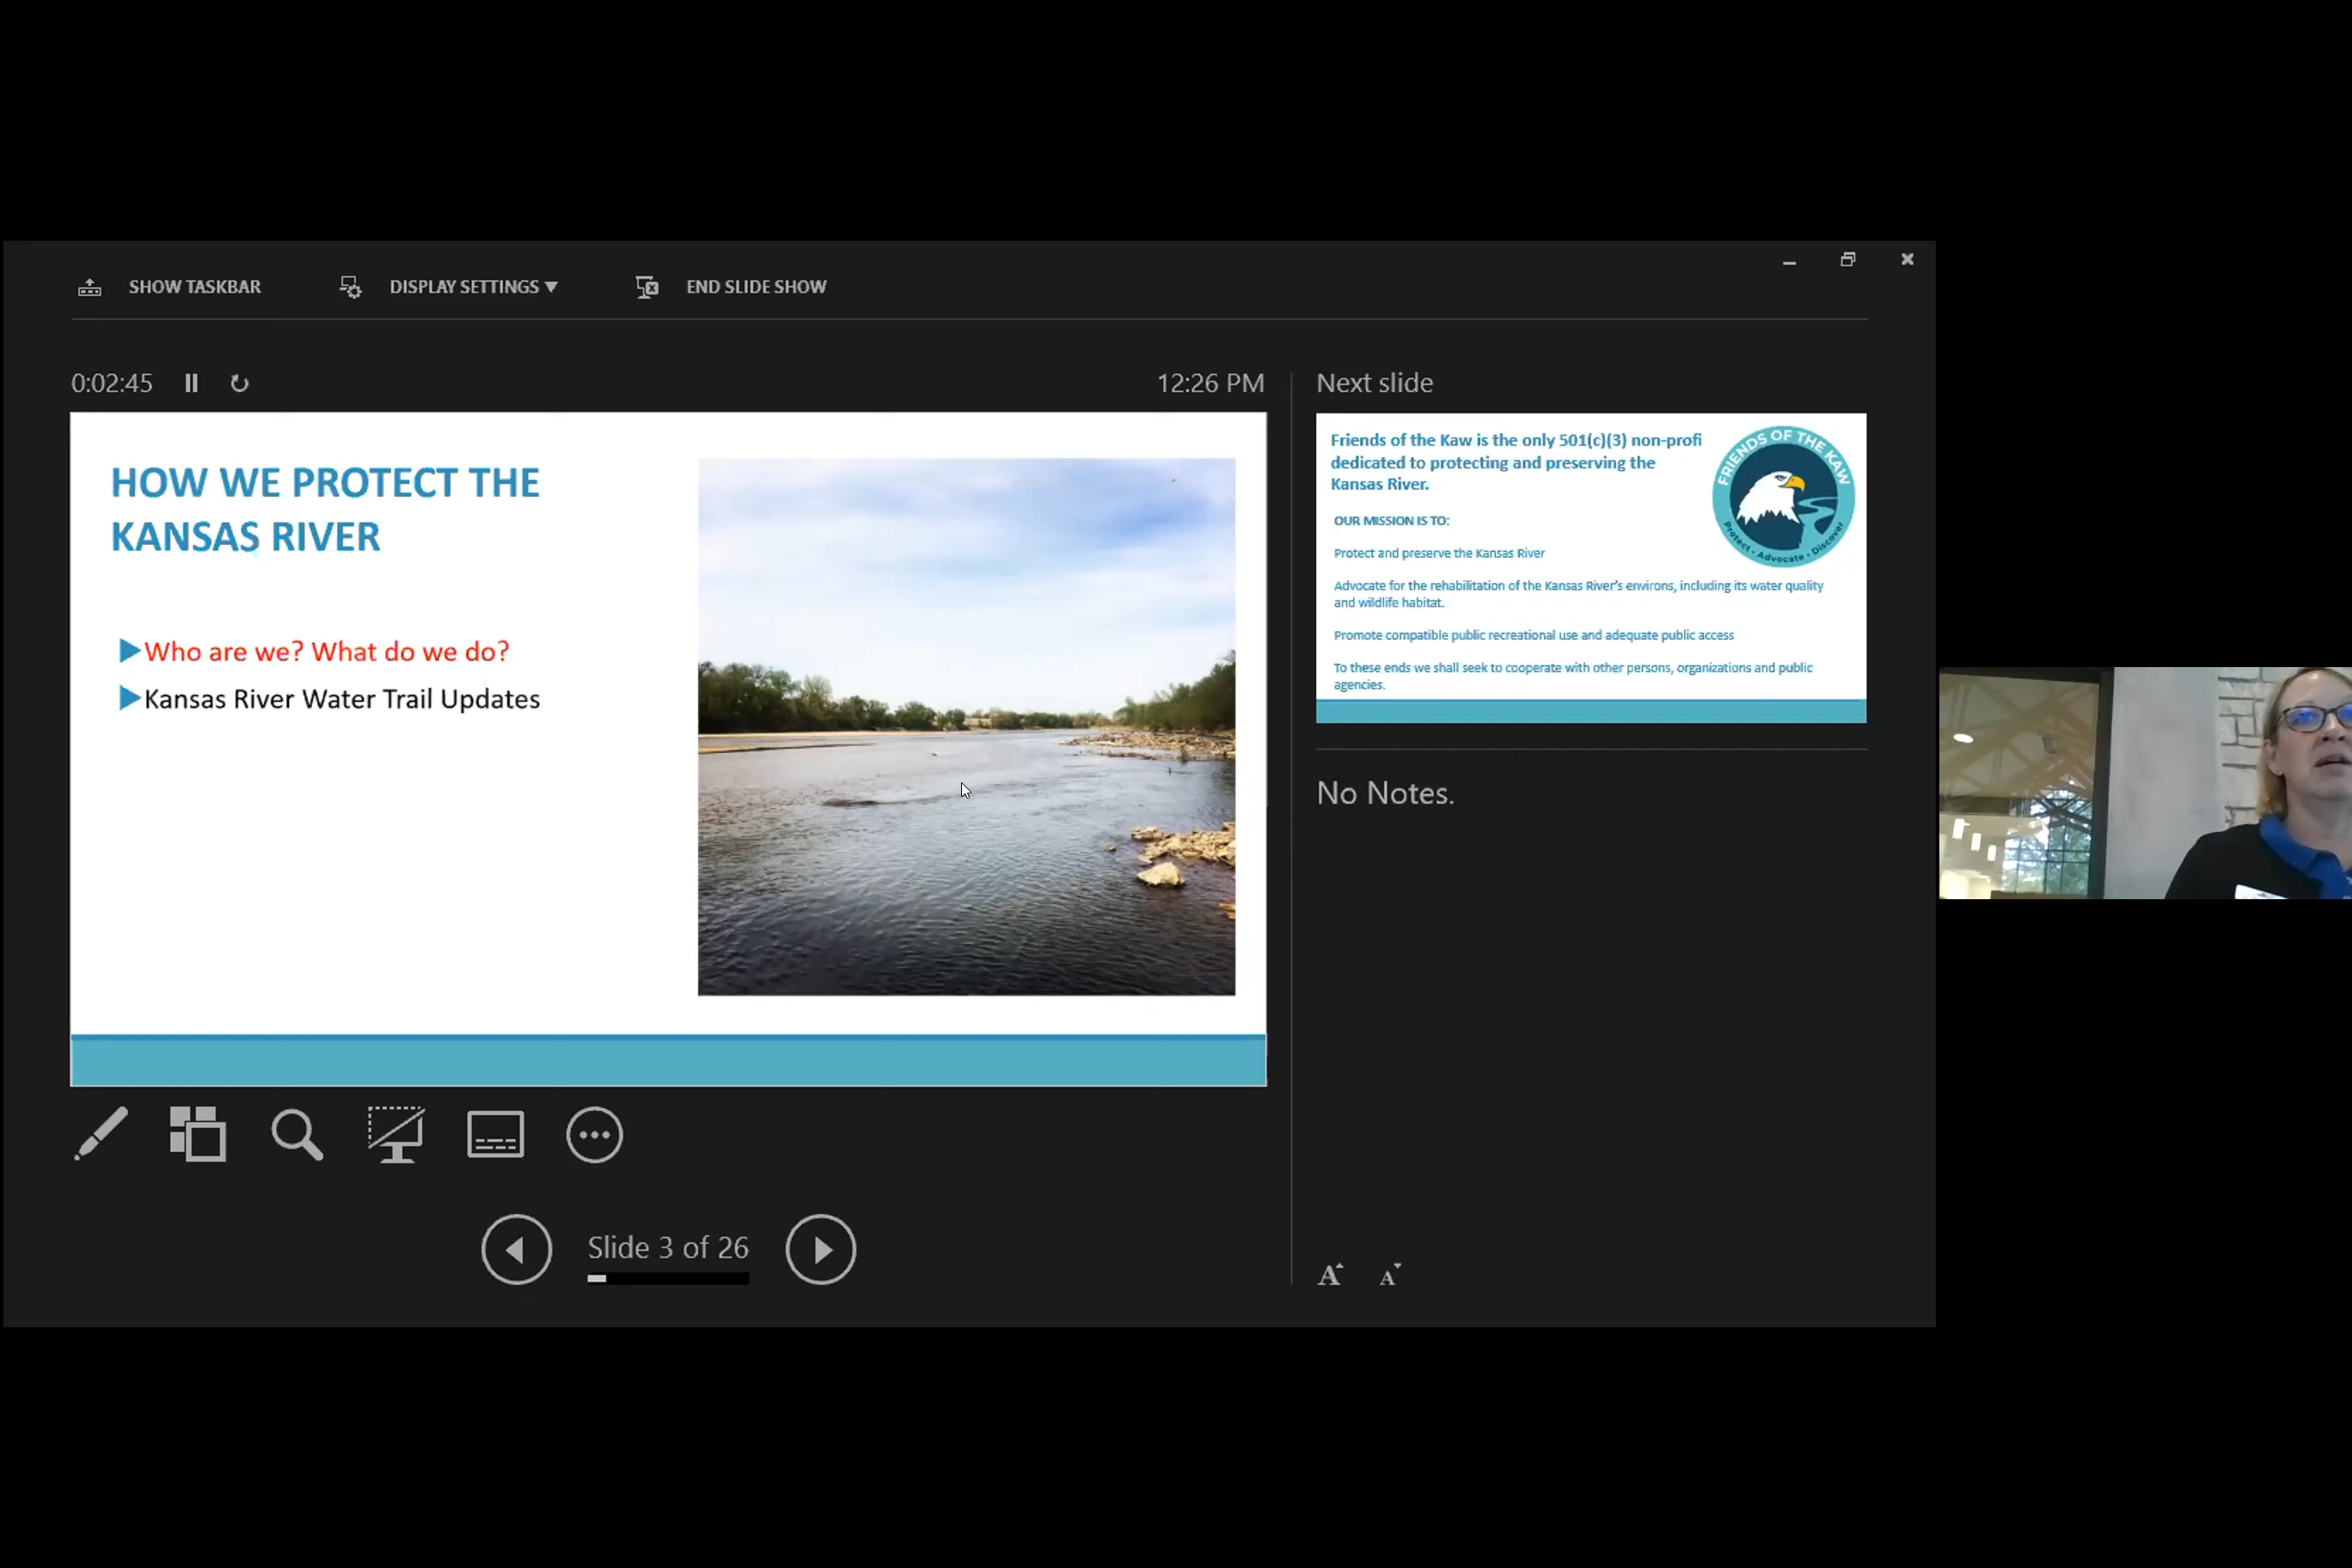 SHOW TASKBAR
DISPLAY SETTINGS ▼
END SLIDE SHOW
0:02:45
12:26 PM
HOW WE PROTECT THE
KANSAS RIVER
Who are we? What do we do?
Kansas River Water Trail Updates
Slide 3 of 26
Next slide
Friends of the Kaw is the only 501(c)(3) non-profi
dedicated to protecting and preserving the
Kansas River.
FRIENDS OF THE KAW
Protect · Advocate · Discover
OUR MISSION IS TO:
Protect and preserve the Kansas River
Advocate for the rehabilitation of the Kansas River's environs, including its water quality
and wildlife habitat.
Promote compatible public recreational use and adequate public access
To these ends we shall seek to cooperate with other persons, organizations and public
agencies.
No Notes.
A A